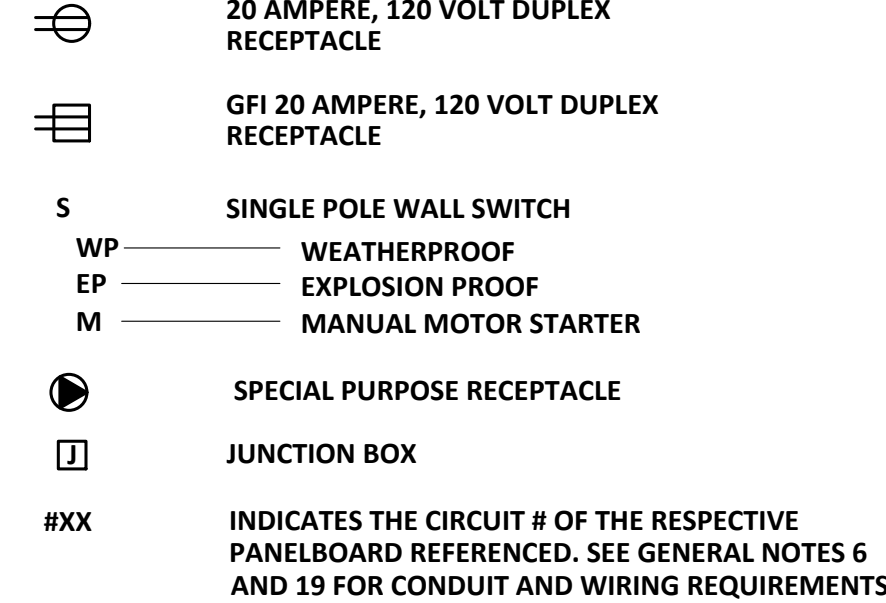 20 AMPERE, 120 VOLT DUPLEX
RECEPTACLE
GFI 20 AMPERE, 120 VOLT DUPLEX
RECEPTACLE
S SINGLE POLE WALL SWITCH
WP WEATHERPROOF
EP EXPLOSION PROOF
M MANUAL MOTOR STARTER
SPECIAL PURPOSE RECEPTACLE
J JUNCTION BOX
#XX INDICATES THE CIRCUIT # OF THE RESPECTIVE
PANELBOARD REFERENCED. SEE GENERAL NOTES 6
AND 19 FOR CONDUIT AND WIRING REQUIREMENTS